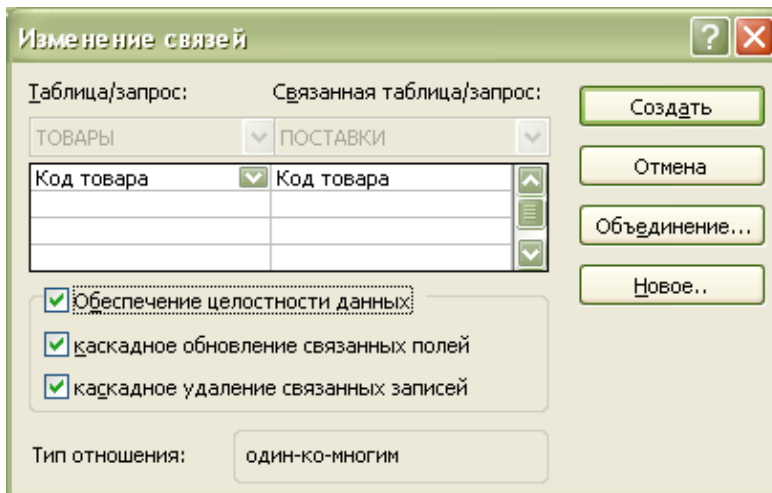 Изменение связей
Таблица/запрос: Связанная таблица/запрос:
ТОВАРЫ ПОСТАВКИ
Код товара Код товара
Обеспечение целостности данных
каскадное обновление связанных полей
каскадное удаление связанных записей
Тип отношения: один-ко-многим
Создать
Отмена
Объединение...
Новое..